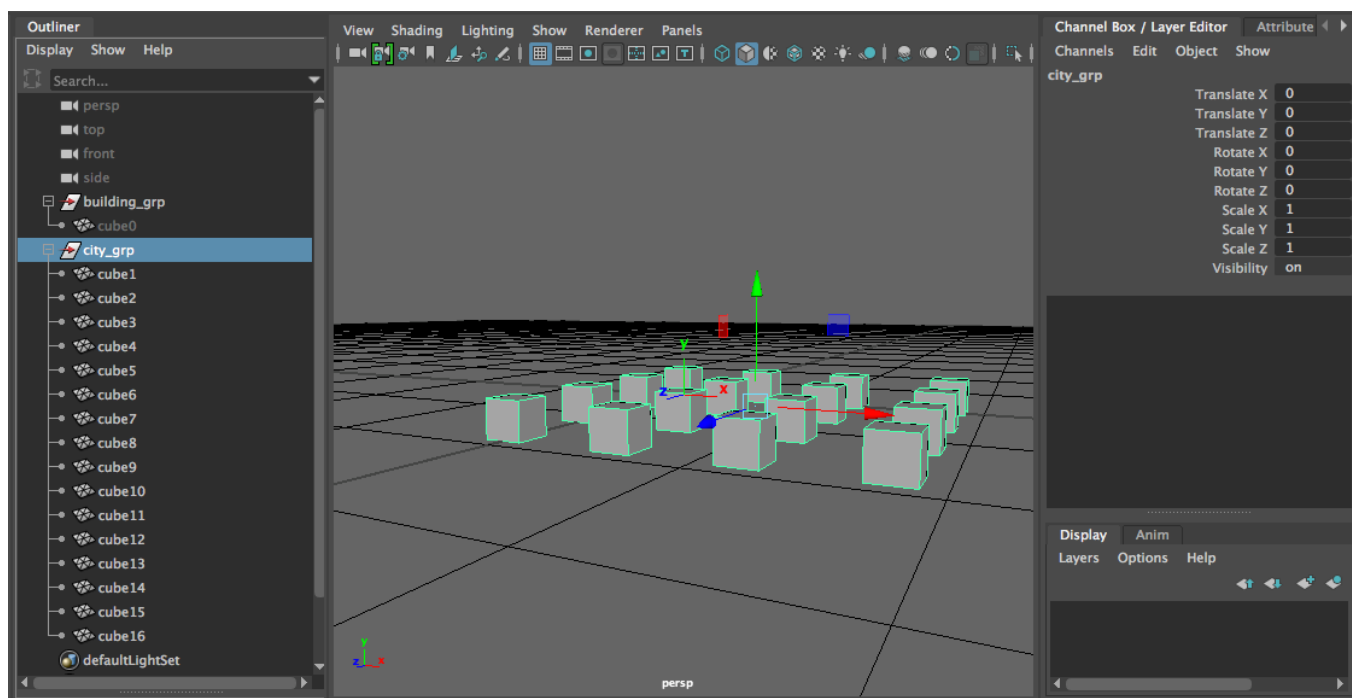 Outliner
Display Show Help
Search...
persp
top
front
side
building_grp
cube0
city_grp
cube1
cube2
cube3
cube4
cube5
cube6
cube7
cube8
cube9
cube10
cube11
cube12
cube13
cube14
cube15
cube16
defaultLightSet
View Shading Lighting Show Renderer Panels
y
z
x
y
z
x
persp
Channel Box / Layer Editor Attribute
Channels Edit Object Show
city_grp
Translate X 0
Translate Y 0
Translate Z 0
Rotate X 0
Rotate Y 0
Rotate Z 0
Scale X 1
Scale Y 1
Scale Z 1
Visibility on
Display Anim
Layers Options Help